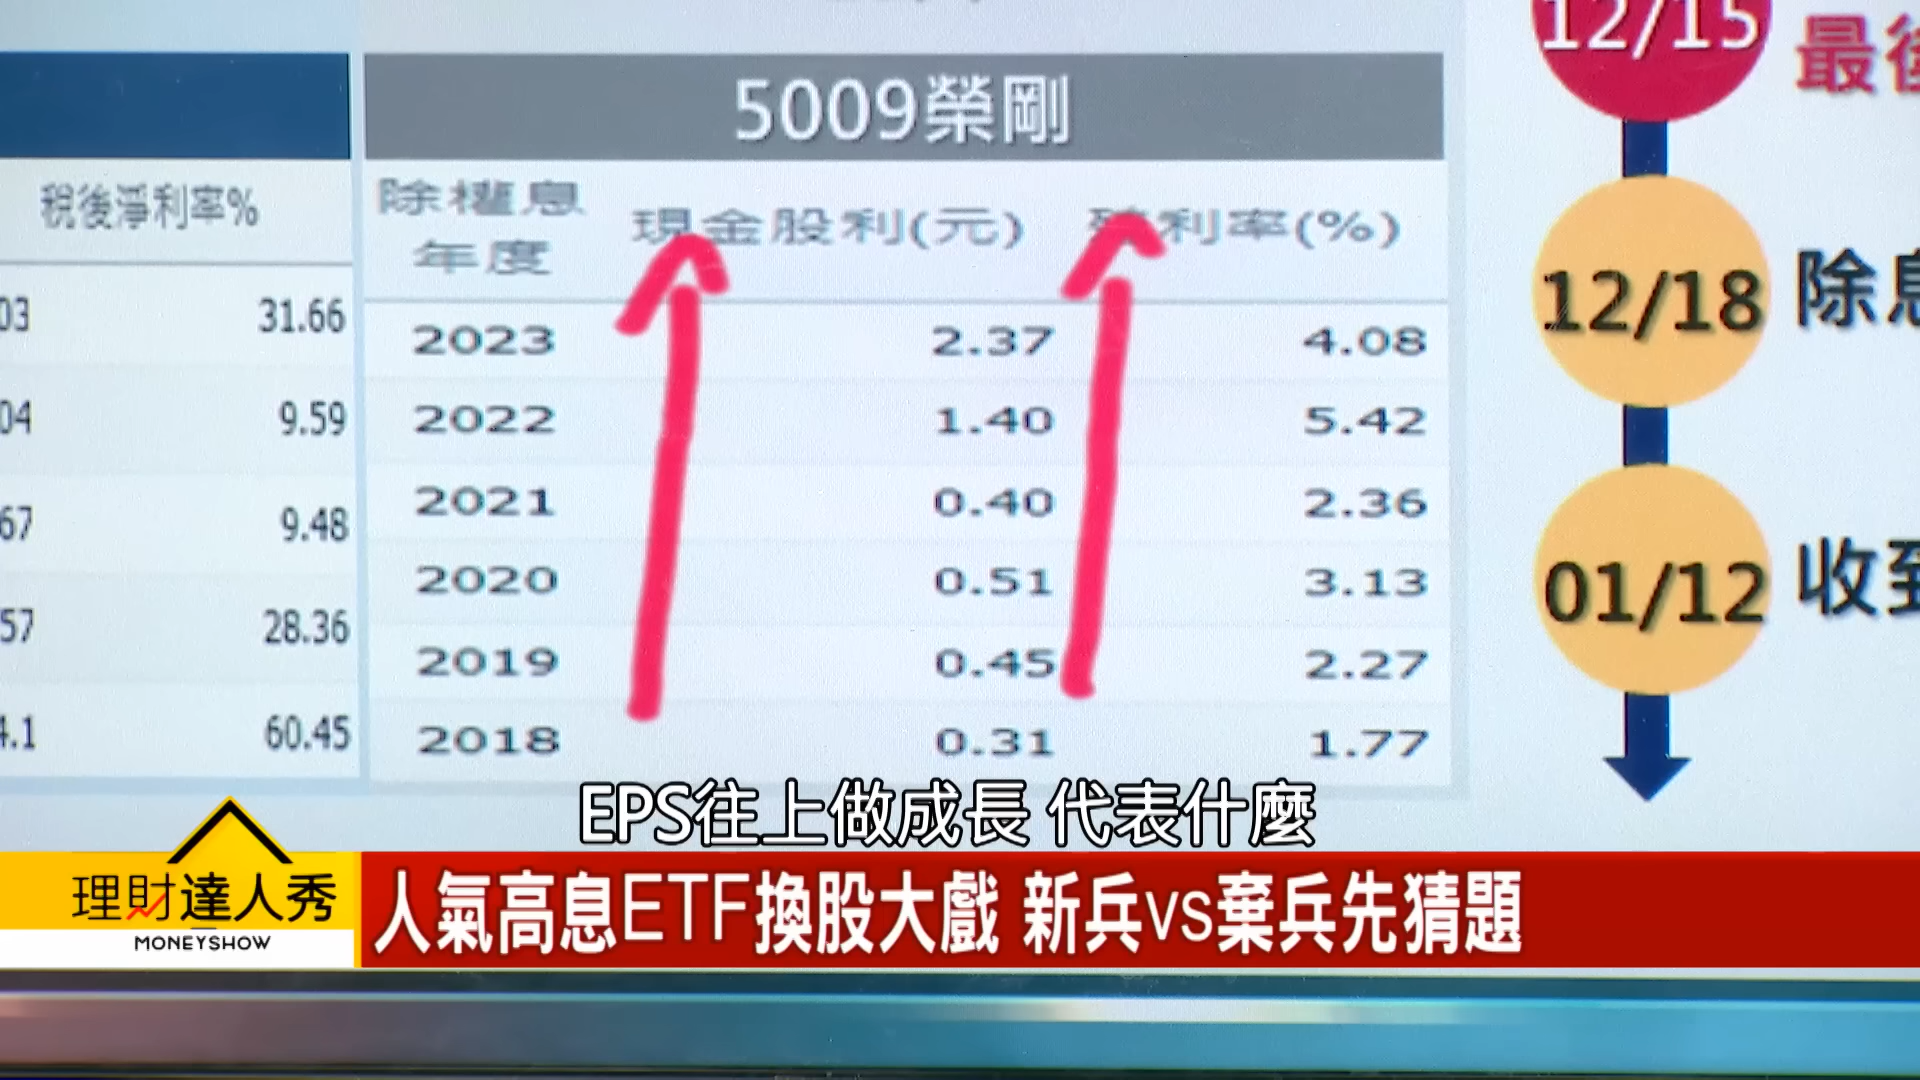 12/15
最後
5009榮剛
稅後淨利率%
除權息年度
現金股利(元)
殖利率(%)
03 31.66
04 9.59
67 9.48
57 28.36
4.1 60.45
2023 2.37 4.08
2022 1.40 5.42
2021 0.40 2.36
2020 0.51 3.13
2019 0.45 2.27
2018 0.31 1.77
12/18 除息
01/12 收到
EPS往上做成長 代表什麼
理財達人秀
MONEYSHOW
人氣高息ETF換股大戲 新兵vs棄兵先猜題